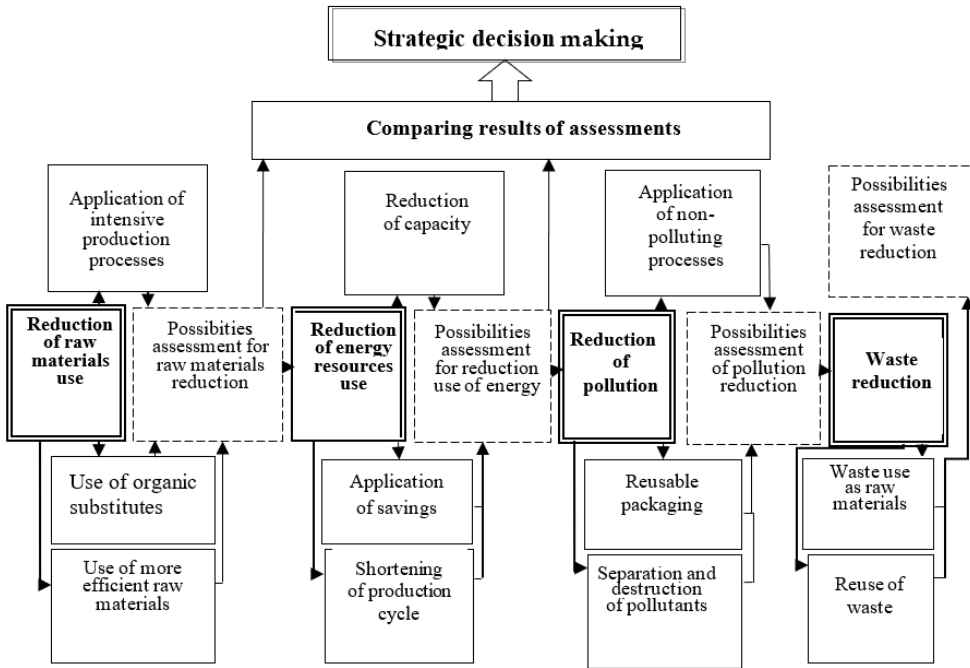 Strategic decision making
Comparing results of assessments
Application of
intensive
production
processes
Reduction
of capacity
Application
of non-
polluting
processes
Possibilities
assessment
for waste
reduction
Reduction
of raw
materials
use
Possibities
assessment for
raw materials
reduction
Reduction
of energy
resources
use
Possibilities
assessment
for reduction
use of energy
Reduction
of
pollution
Possibilities
assessment
of pollution
reduction
Waste
reduction
Use of organic
substitutes
Application
of savings
Reusable
packaging
Waste use
as raw
materials
Use of more
efficient raw
materials
Shortening
of production
cycle
Separation and
destruction
of pollutants
Reuse of
waste